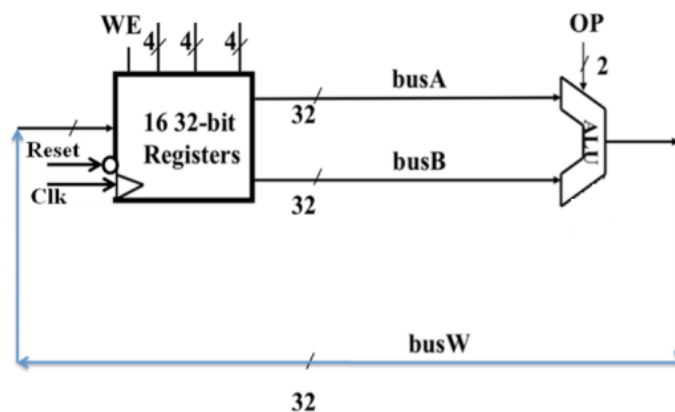 WE
4 4 4
OP
2
busA
32
16 32-bit
Registers
ALU
Reset
busB
Clk
32
busW
32